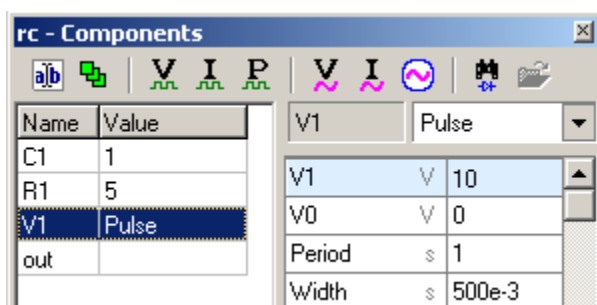 rc - Components
a b V I P V I
Name Value V1 Pulse
C1 1
R1 5
V1 Pulse
out
V1 V 10
V0 V 0
Period s 1
Width s 500e-3